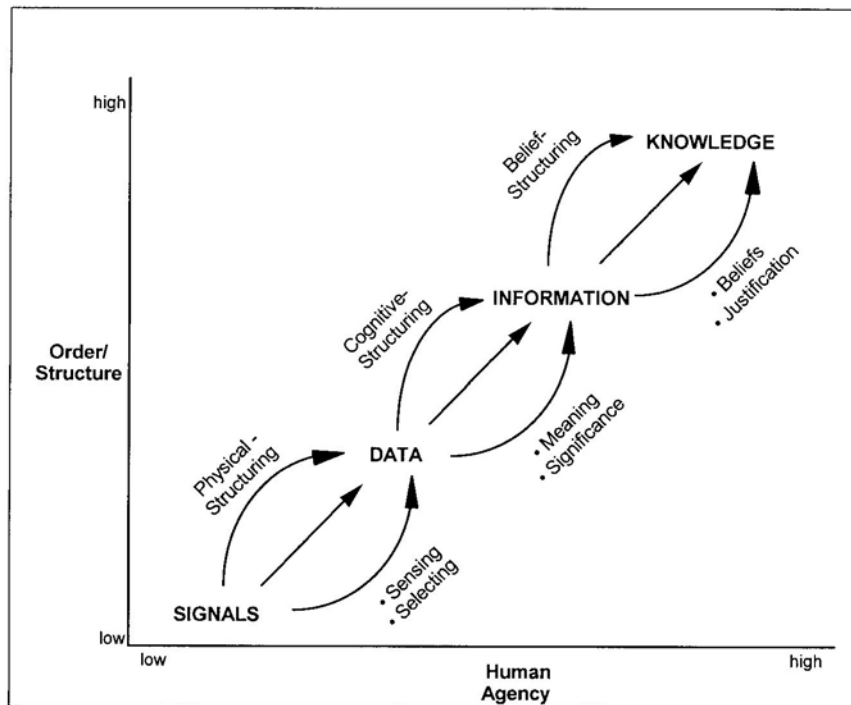 high
KNOWLEDGE
Belief-
Structuring
• Beliefs
• Justification
INFORMATION
Cognitive-
Structuring
Order/
Structure
• Meaning
• Significance
DATA
Physical -
Structuring
• Sensing
• Selecting
SIGNALS
low
low
high
Human
Agency